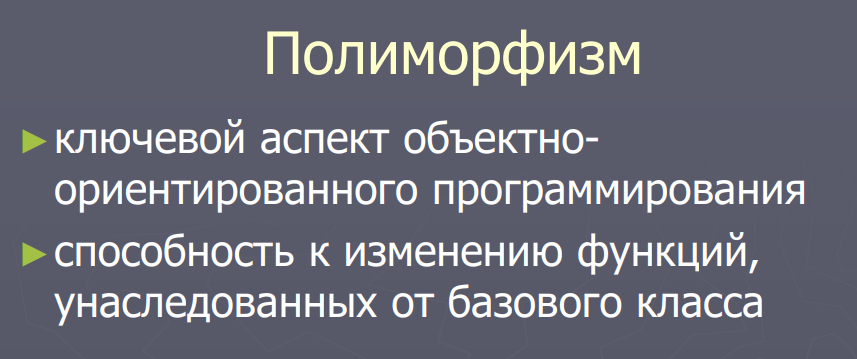 Полиморфизм
►ключевой аспект объектно-
ориентированного программирования
►способность к изменению функций,
унаследованных от базового класса